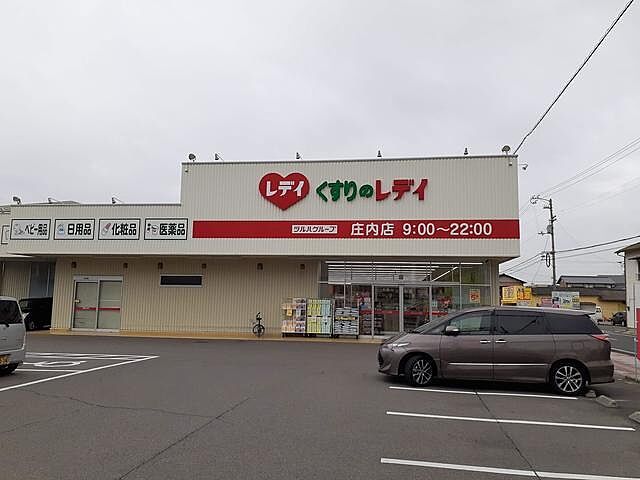 レデイ
くすりのレデイ
ツルハグループ 庄内店 9:00〜22:00
ベビー用品 日用品 化粧品 医薬品